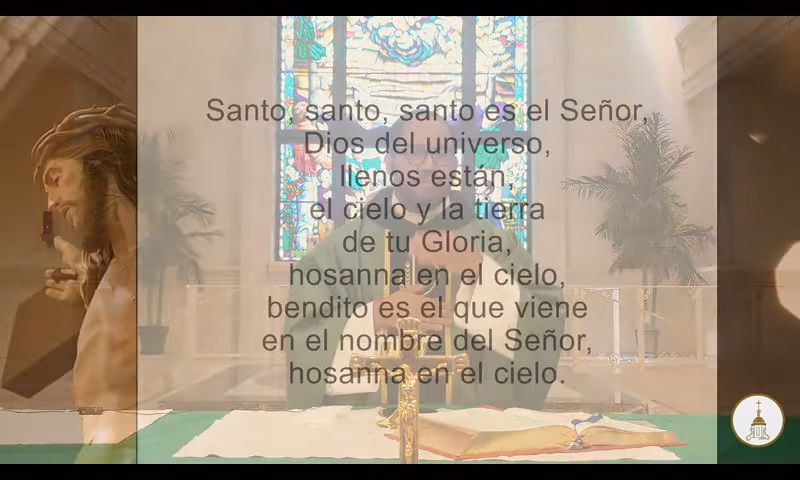 Santo, santo, santo es el Señor,
Dios del universo,
llenos están,
el cielo y la tierra
de tu Gloria,
hosanna en el cielo,
bendito es el que viene
en el nombre del Señor,
hosanna en el cielo.